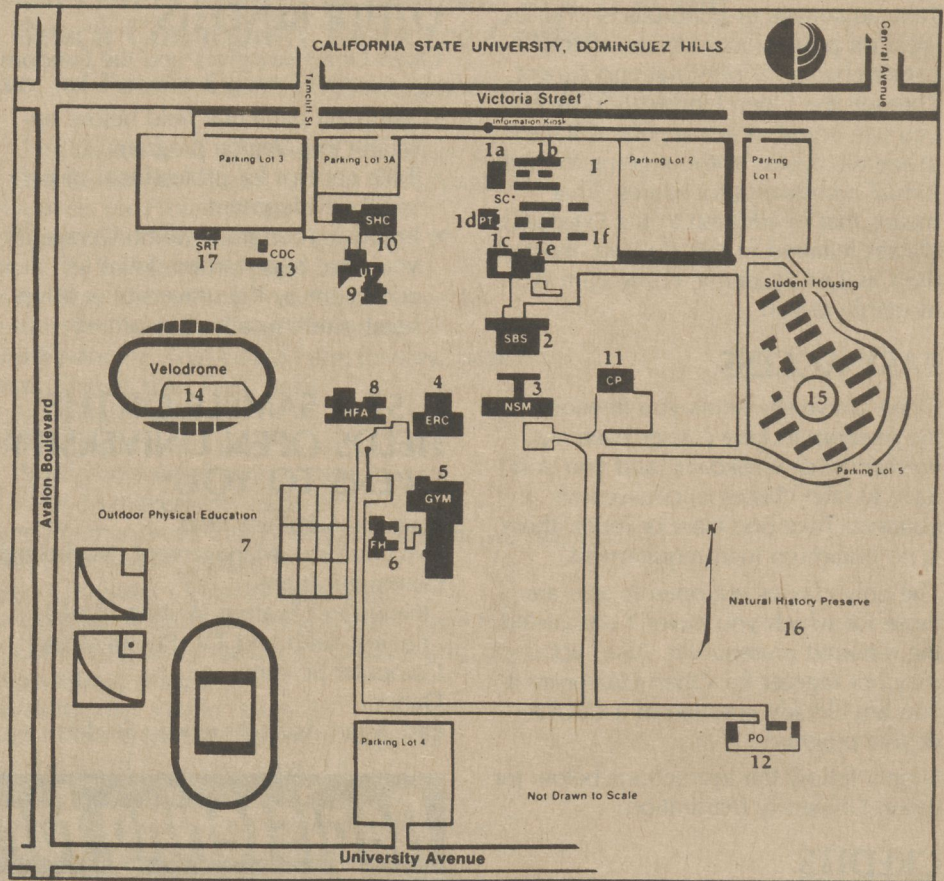 CALIFORNIA STATE UNIVERSITY, DOMINGUEZ HILLS
Central Avenue
Tamcliff St
Victoria Street
Information Kiosk
Parking Lot 3
Parking Lot 3A
1a
1b
1
Parking Lot 2
Parking
Lot 1
SC*
1d
PT
1f
SHC
10
1c
1e
SRT
17
CDC
13
UT
9
Student Housing
SBS
2
Velodrome
14
11
CP
15
8
HFA
4
ERC
3
NSM
Parking Lot 5
Avalon Boulevard
Outdoor Physical Education
7
5
GYM
FH
6
N
Natural History Preserve
16
Parking Lot 4
PO
12
Not Drawn to Scale
University Avenue